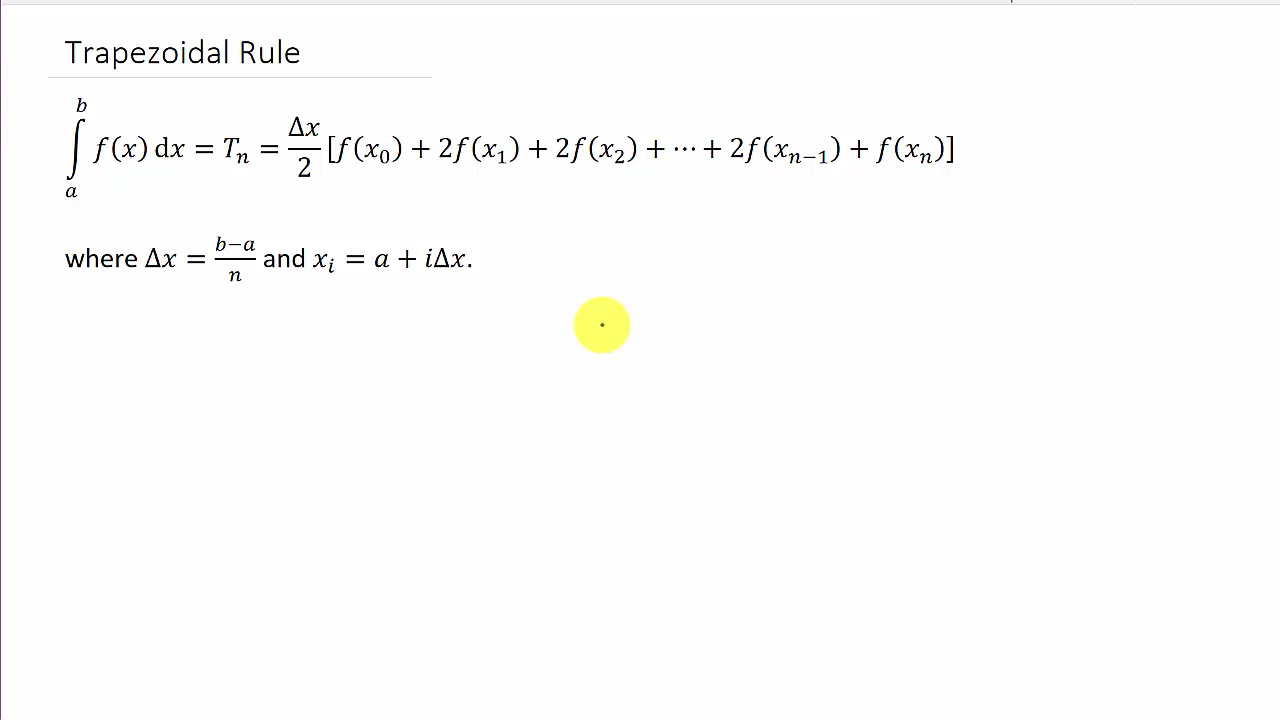 Trapezoidal Rule
∫ₐᵇ f(x) dx = Tₙ = Δx/2 [f(x₀) + 2f(x₁) + 2f(x₂) + ⋯ + 2f(xₙ₋₁) + f(xₙ)]
where Δx = b−a/n and xᵢ = a + iΔx.